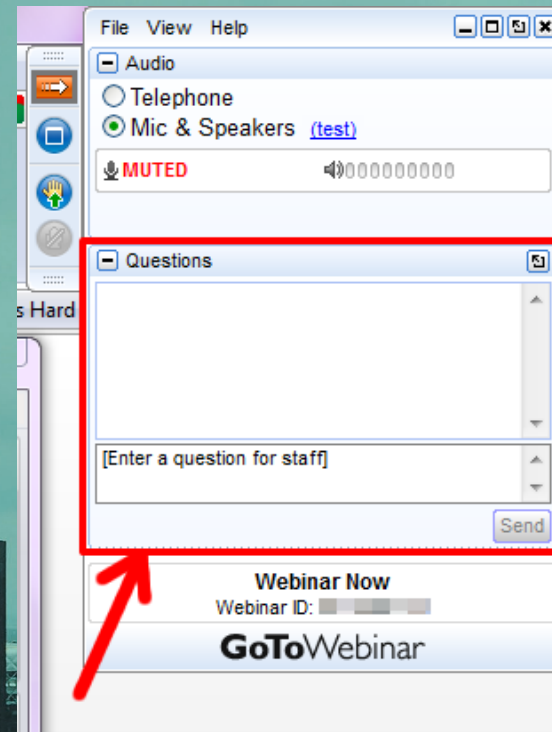 File View Help
Audio
Telephone
Mic & Speakers (test)
MUTED
Questions
s Hard
[Enter a question for staff]
Send
Webinar Now
Webinar ID:
GoToWebinar